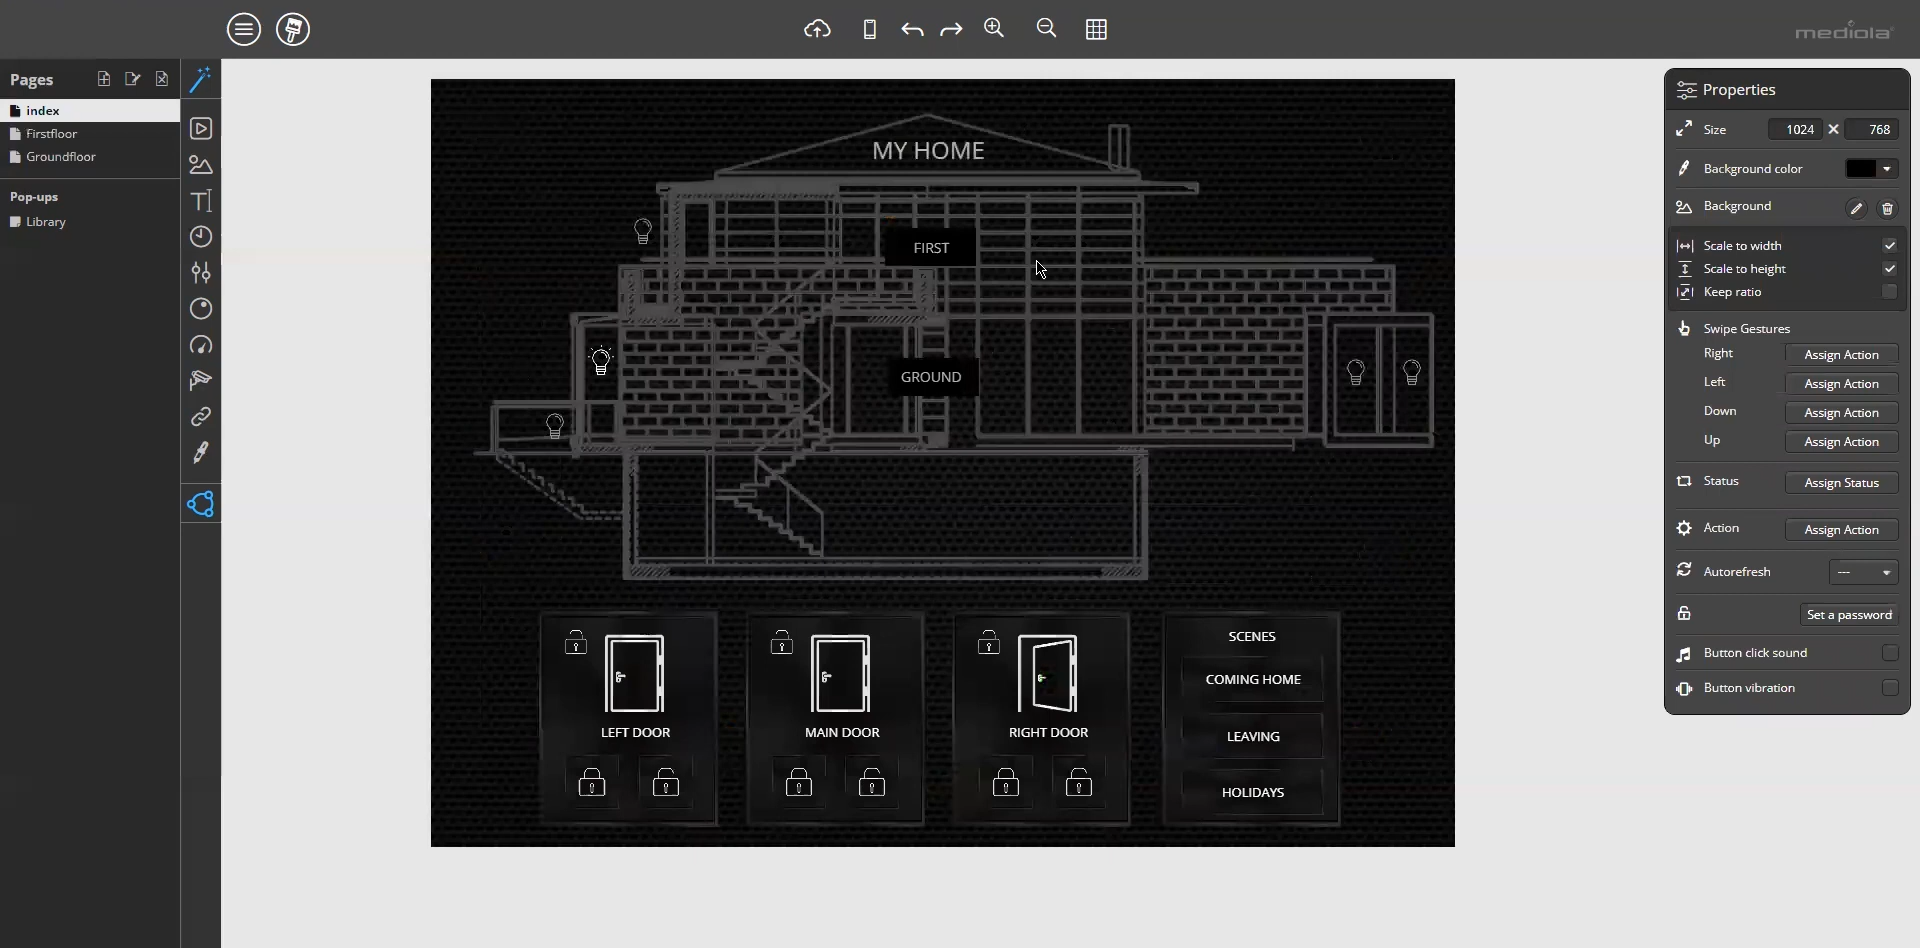 mediola
Pages
index
Firstfloor
Groundfloor
Pop-ups
Library
MY HOME
FIRST
GROUND
LEFT DOOR
MAIN DOOR
RIGHT DOOR
SCENES
COMING HOME
LEAVING
HOLIDAYS
Properties
Size 1024 × 768
Background color
Background
Scale to width
Scale to height
Keep ratio
Swipe Gestures
Right Assign Action
Left Assign Action
Down Assign Action
Up Assign Action
Status Assign Status
Action Assign Action
Autorefresh ---
Set a password
Button click sound
Button vibration